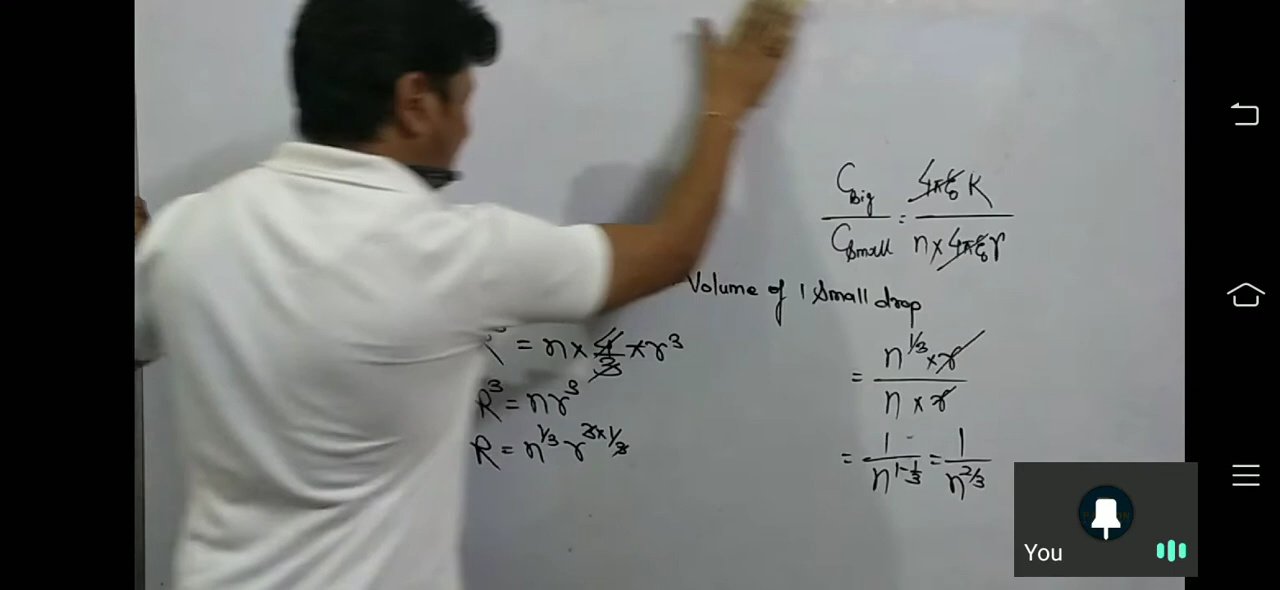 C_Big / C_Small = 4πε₀R / n×4πε₀r
Volume of 1 Small drop
= n × 4/3 × r³
R³ = nr³
R = n^1/3 r^3×1/3
= n^1/3 × r / n × r
= 1 / n^1-1/3 = 1 / n^2/3
You